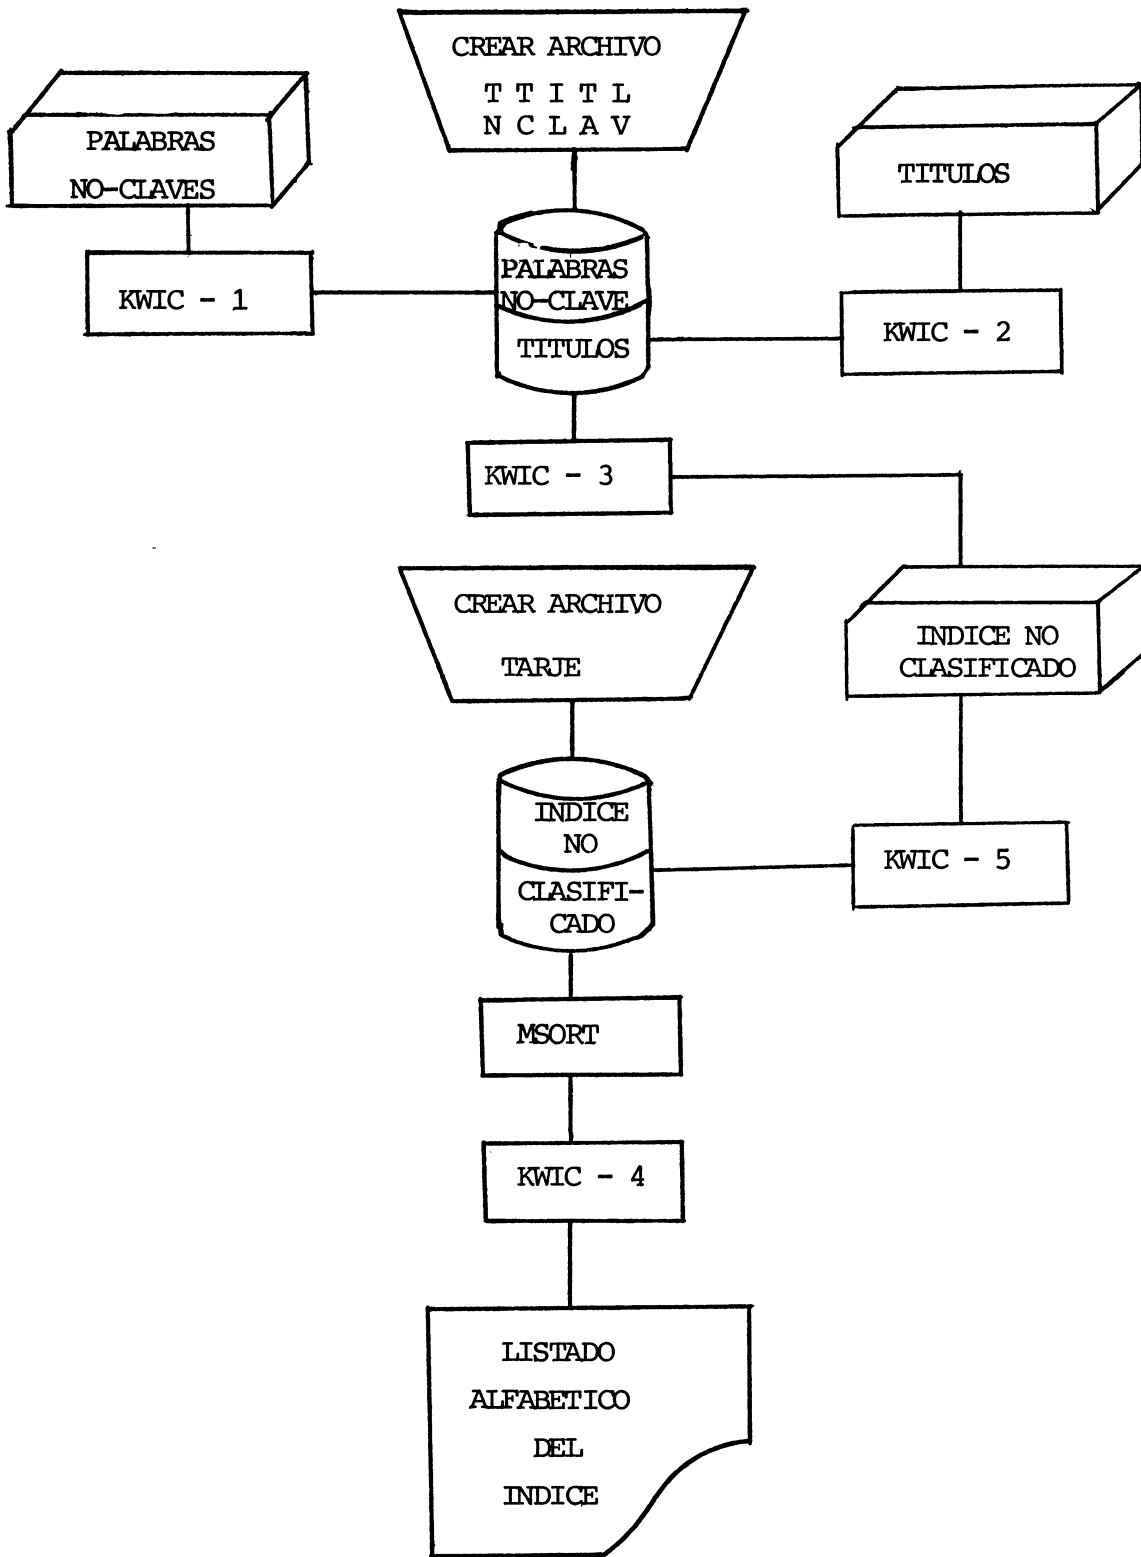 CREAR ARCHIVO
T T I T L
N C L A V
PALABRAS
NO-CLAVES
TITULOS
PALABRAS
NO-CLAVE
TITULOS
KWIC - 1
KWIC - 2
KWIC - 3
CREAR ARCHIVO
TARJE
INDICE NO
CLASIFICADO
INDICE
NO
CLASIFI-
CADO
KWIC - 5
MSORT
KWIC - 4
LISTADO
ALFABETICO
DEL
INDICE